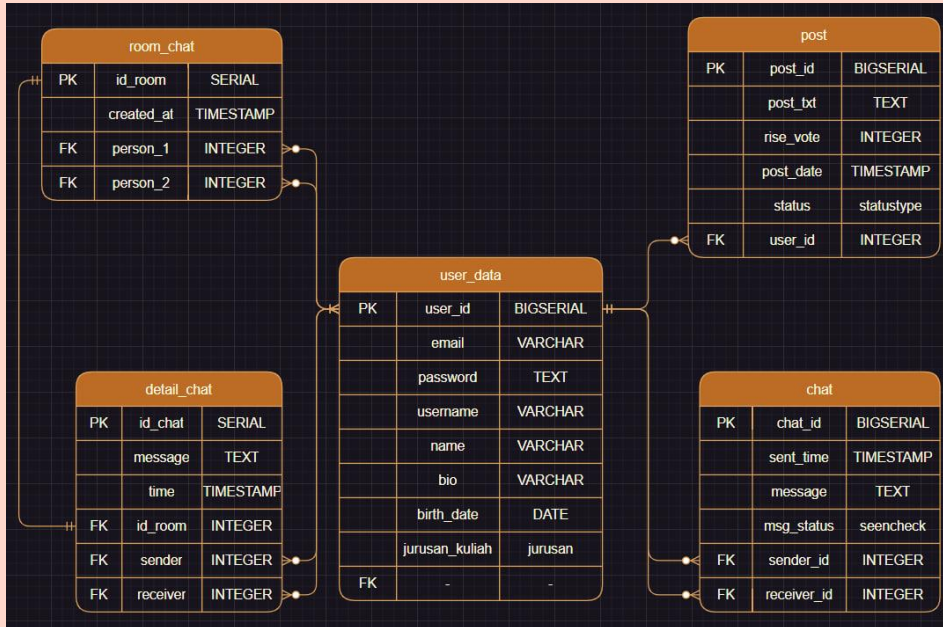 room_chat
PK id_room SERIAL
created_at TIMESTAMP
FK person_1 INTEGER
FK person_2 INTEGER
post
PK post_id BIGSERIAL
post_txt TEXT
rise_vote INTEGER
post_date TIMESTAMP
status statustype
FK user_id INTEGER
user_data
PK user_id BIGSERIAL
email VARCHAR
password TEXT
username VARCHAR
name VARCHAR
bio VARCHAR
birth_date DATE
jurusan_kuliah jurusan
FK - -
detail_chat
PK id_chat SERIAL
message TEXT
time TIMESTAMP
FK id_room INTEGER
FK sender INTEGER
FK receiver INTEGER
chat
PK chat_id BIGSERIAL
sent_time TIMESTAMP
message TEXT
msg_status seencheck
FK sender_id INTEGER
FK receiver_id INTEGER